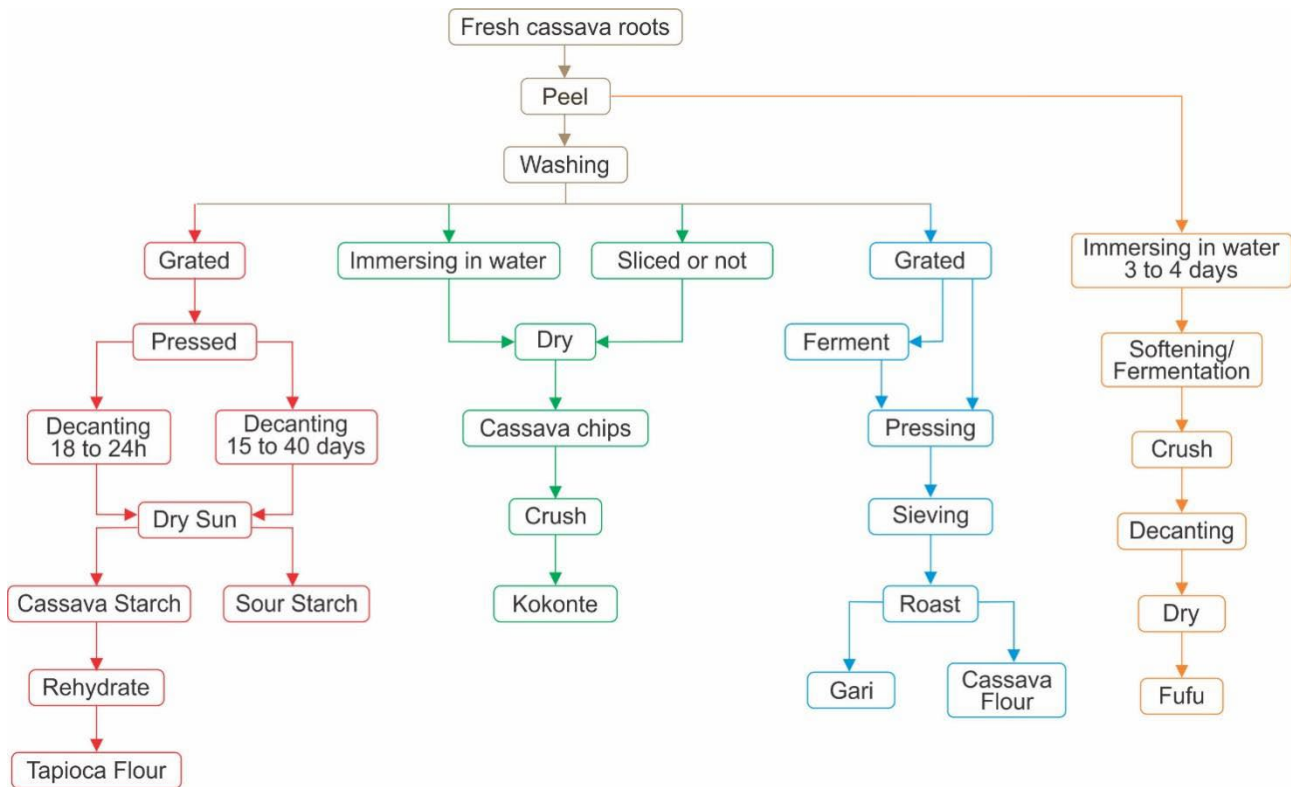 Fresh cassava roots
Peel
Washing
Grated
Immersing in water
Sliced or not
Grated
Immersing in water
3 to 4 days
Pressed
Dry
Ferment
Softening/
Fermentation
Decanting
18 to 24h
Decanting
15 to 40 days
Cassava chips
Pressing
Crush
Dry Sun
Crush
Sieving
Decanting
Cassava Starch
Sour Starch
Kokonte
Roast
Dry
Rehydrate
Gari
Cassava
Flour
Fufu
Tapioca Flour